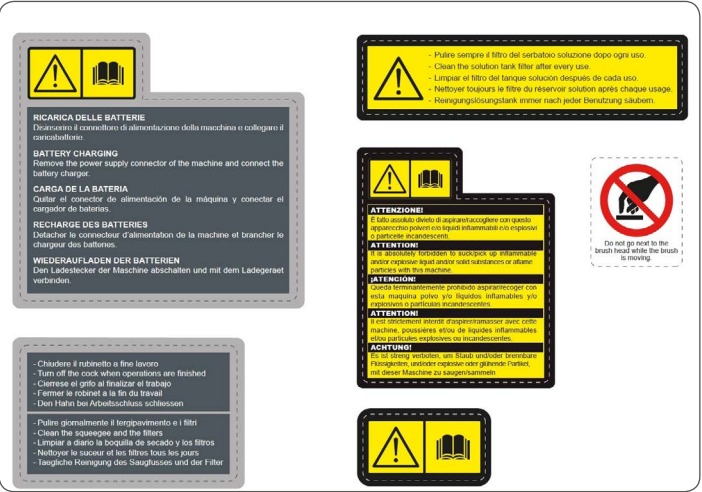 RICARICA DELLE BATTERIE
Disinserire il connettore di alimentazione della macchina e collegare il
caricabatterie.
BATTERY CHARGING
Remove the power supply connector of the machine and connect the
battery charger.
CARGA DE LA BATERIA
Quitar el conector de alimentación de la máquina y conectar el
cargador de baterias.
RECHARGE DES BATTERIES
Detacher le connecteur d'alimentation de la machine et brancher le
chargeur des batteries.
WIEDERAUFLADEN DER BATTERIEN
Den Ladestecker der Maschine abschalten und mit dem Ladegeraet
verbinden.
- Chiudere il rubinetto a fine lavoro
- Turn off the cock when operations are finished
- Cierrese el grifo al finalizar el trabajo
- Fermer le robinet a la fin du travail
- Den Hahn bei Arbeitsschluss schliessen
- Pulire giornalmente il tergipavimento e i filtri
- Clean the squeegee and the filters
- Limpiar a diario la boquilla de secado y los filtros
- Nettoyer le suceur et les filtres tous les jours
- Taegliche Reinigung des Saugfusses und der Filter
- Pulire sempre il filtro del serbatoio soluzione dopo ogni uso.
- Clean the solution tank filter after every use.
- Limpiar el filtro del tanque solución después de cada uso.
- Nettoyer toujours le filtre du réservoir solution après chaque usage.
- Reinigungslösungstank immer nach jeder Benutzung säubern.
ATTENZIONE!
È fatto assoluto divieto di aspirare/raccogliere con questo
apparecchio polveri e/o liquidi infiammabili e/o esplosivi
o particelle incandescenti.
ATTENTION!
It is absolutely forbidden to suck/pick up inflammable
and/or explosive liquid and/or solid substances or aflame
particles with this machine.
¡ATENCIÓN!
Queda terminantemente prohibido aspirar/recoger con
esta maquina polvo y/o líquidos inflamables y/o
explosivos o partículas incandescentes.
ATTENTION!
Il est strictement interdit d'aspirer/ramasser avec cette
machine, poussières et/ou de liquides inflammables
et/ou particules explosives ou incandescentes.
ACHTUNG!
Es ist streng verboten, um Staub und/oder brennbare
Flüssigkeiten, und/oder explosive oder glühende Partikel,
mit dieser Maschine zu saugen/sammeln
Do not go next to the
brush head while the brush
is moving.